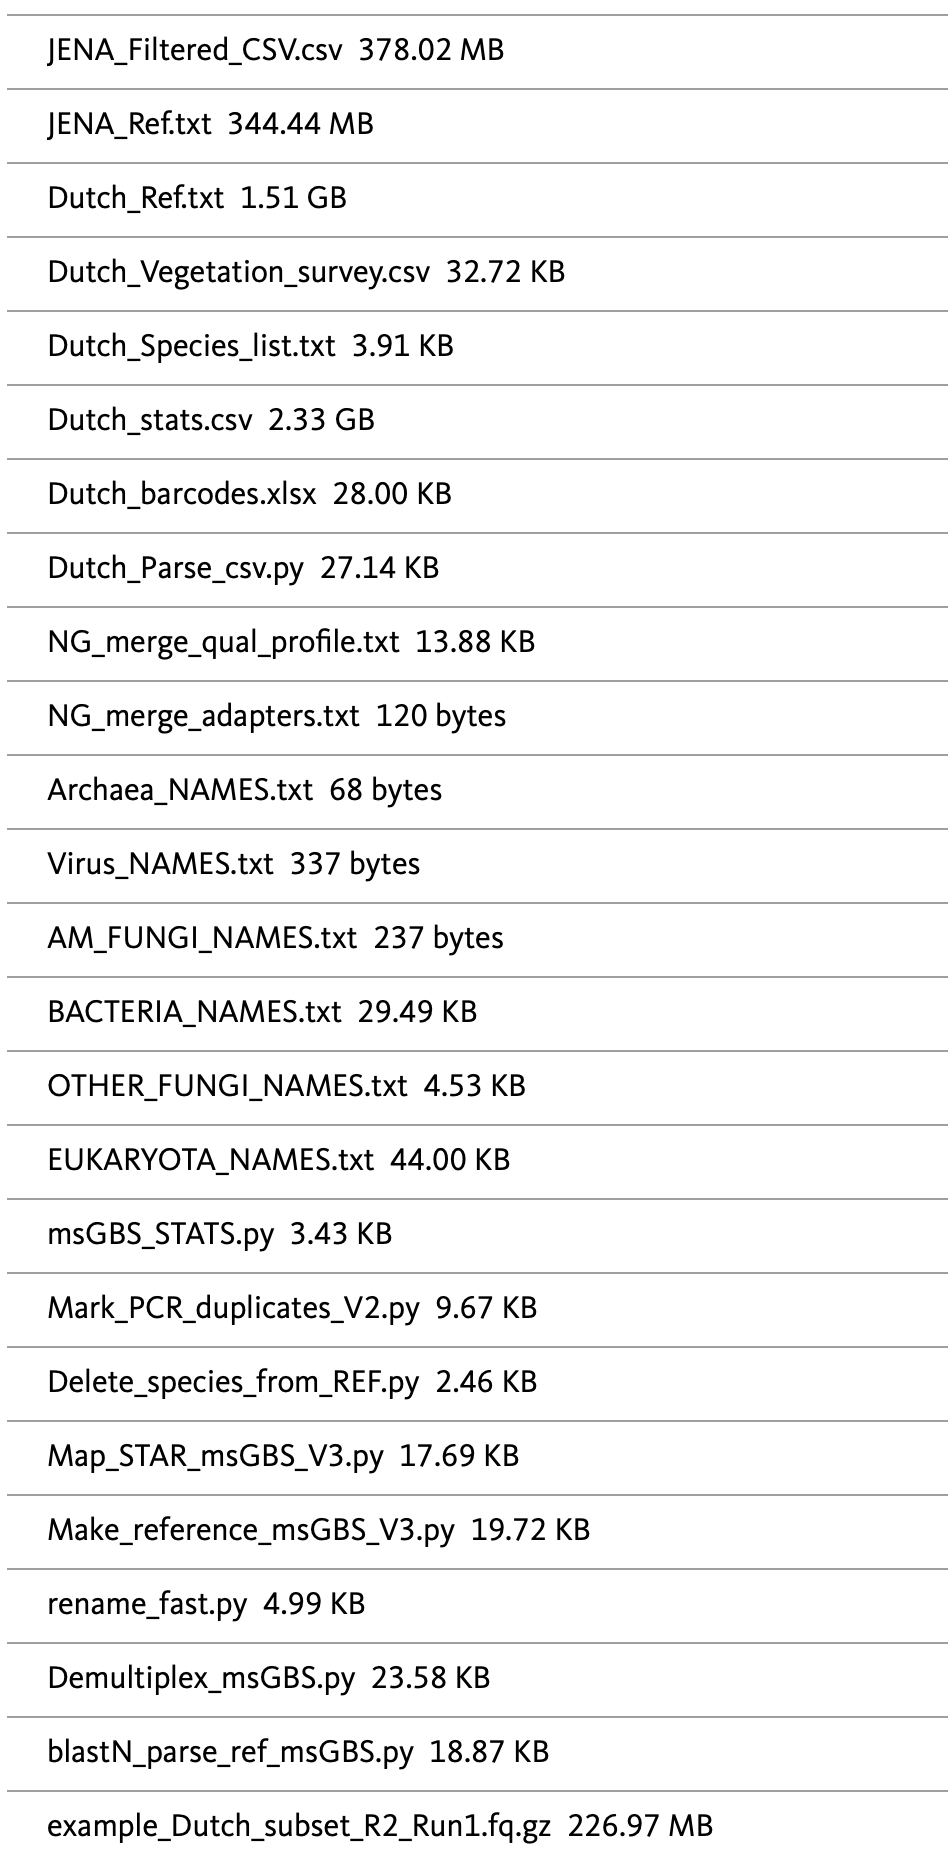 JENA_Filtered_CSV.csv 378.02 MB
JENA_Ref.txt 344.44 MB
Dutch_Ref.txt 1.51 GB
Dutch_Vegetation_survey.csv 32.72 KB
Dutch_Species_list.txt 3.91 KB
Dutch_stats.csv 2.33 GB
Dutch_barcodes.xlsx 28.00 KB
Dutch_Parse_csv.py 27.14 KB
NG_merge_qual_profile.txt 13.88 KB
NG_merge_adapters.txt 120 bytes
Archaea_NAMES.txt 68 bytes
Virus_NAMES.txt 337 bytes
AM_FUNGI_NAMES.txt 237 bytes
BACTERIA_NAMES.txt 29.49 KB
OTHER_FUNGI_NAMES.txt 4.53 KB
EUKARYOTA_NAMES.txt 44.00 KB
msGBS_STATS.py 3.43 KB
Mark_PCR_duplicates_V2.py 9.67 KB
Delete_species_from_REF.py 2.46 KB
Map_STAR_msGBS_V3.py 17.69 KB
Make_reference_msGBS_V3.py 19.72 KB
rename_fast.py 4.99 KB
Demultiplex_msGBS.py 23.58 KB
blastN_parse_ref_msGBS.py 18.87 KB
example_Dutch_subset_R2_Run1.fq.gz 226.97 MB